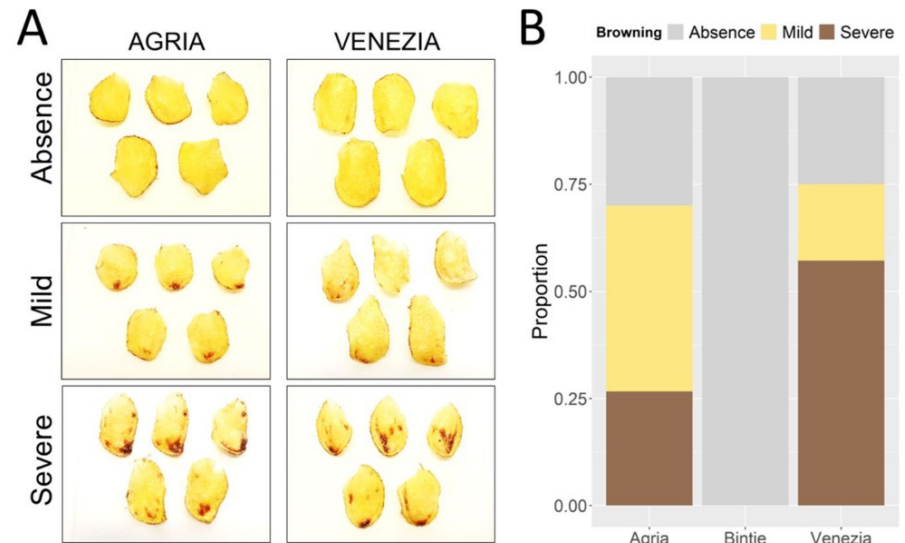 A
AGRIA VENEZIA
Absence
Mild
Severe
B
Browning Absence Mild Severe
Proportion
1.00
0.75
0.50
0.25
0.00
Agria Bintje Venezia